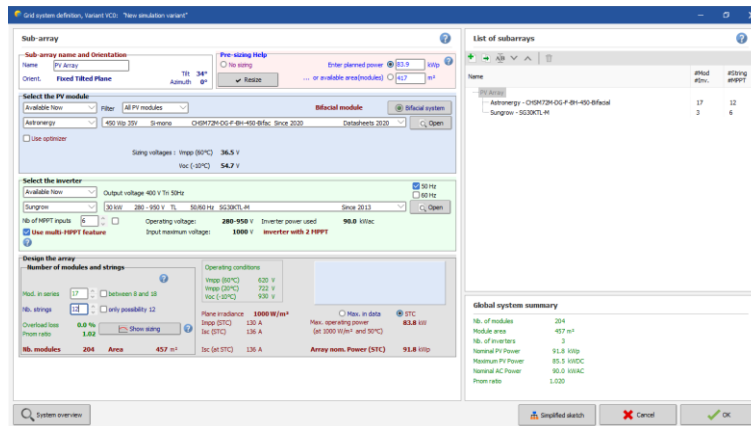 Grid system definition, Variant VC0: "New simulation variant"
Sub-array
Sub-array name and Orientation
Name PV Array
Orient. Fixed Tilted Plane
Tilt 34°
Azimuth 0°
Pre-sizing Help
No sizing
Enter planned power 83.9 kWp
Resize
... or available area(modules) 417 m²
Select the PV module
Available Now Filter All PV modules Bifacial module Bifacial system
Astronergy 450 Wp 35V Si-mono CHSM72M-DG-F-BH-450-Bifac Since 2020 Datasheets 2020 Open
Use optimizer
Sizing voltages : Vmpp (60°C) 36.5 V
Voc (-10°C) 54.7 V
Select the inverter
Available Now Output voltage 400 V Tri 50Hz
50 Hz
60 Hz
Sungrow 30 kW 280 - 950 V TL 50/60 Hz SG30KTL-M Since 2013 Open
Nb of MPPT inputs 6 Operating voltage: 280-950 V Inverter power used 90.0 kWac
Use multi-MPPT feature Input maximum voltage: 1000 V inverter with 2 MPPT
Design the array
Number of modules and strings
Mod. in series 17 between 8 and 18
Nb. strings 12 only possibility 12
Overload loss 0.0 %
Pnom ratio 1.02
Show sizing
Nb. modules 204 Area 457 m²
Operating conditions
Vmpp (60°C) 620 V
Vmpp (20°C) 722 V
Voc (-10°C) 930 V
Plane irradiance 1000 W/m²
Max. in data STC
Impp (STC) 133 A Max. operating power 83.8 kW
Isc (STC) 136 A (at 1000 W/m² and 50°C)
Isc (at STC) 136 A Array nom. Power (STC) 91.8 kWp
System overview
List of subarrays
Name #Mod #Inv. #String #MPPT
PV Array
Astronergy - CHSM72M-DG-F-BH-450-Bifacial 17 12
Sungrow - SG30KTL-M 3 6
Global system summary
Nb. of modules 204
Module area 457 m²
Nb. of inverters 3
Nominal PV Power 91.8 kWp
Maximum PV Power 85.5 kWDC
Nominal AC Power 90.0 kWAC
Pnom ratio 1.020
Simplified sketch
Cancel
OK